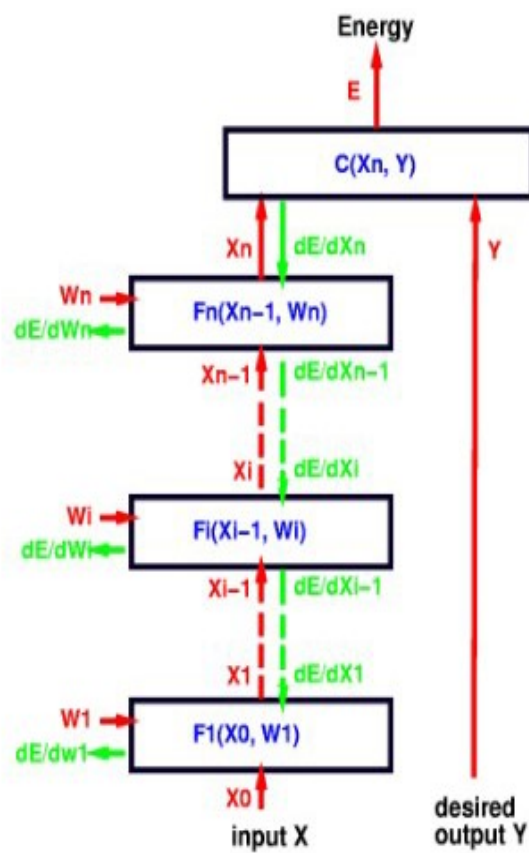 Energy
E
C(Xn, Y)
Xn
dE/dXn
Y
Wn
dE/dWn
Fn(Xn-1, Wn)
Xn-1
dE/dXn-1
Xi
dE/dXi
Wi
dE/dWi
Fi(Xi-1, Wi)
Xi-1
dE/dXi-1
X1
dE/dX1
W1
dE/dw1
F1(X0, W1)
X0
input X
desired
output Y